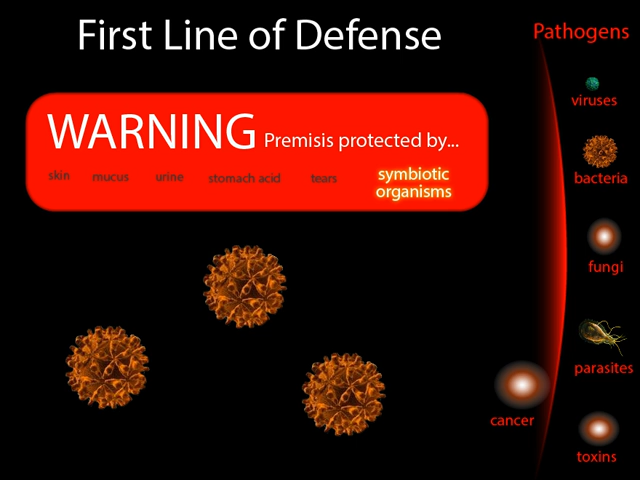 First Line of Defense
Pathogens
WARNING Premisis protected by...
skin mucus urine stomach acid tears symbiotic
organisms
viruses
bacteria
fungi
parasites
cancer
toxins